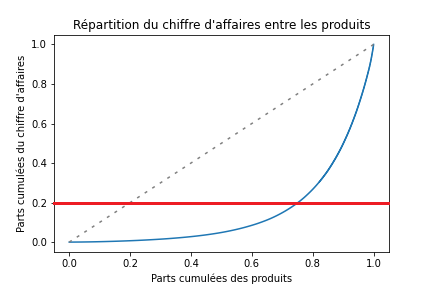 Répartition du chiffre d'affaires entre les produits
Parts cumulées du chiffre d'affaires
1.0
0.8
0.6
0.4
0.2
0.0
0.0 0.2 0.4 0.6 0.8 1.0
Parts cumulées des produits